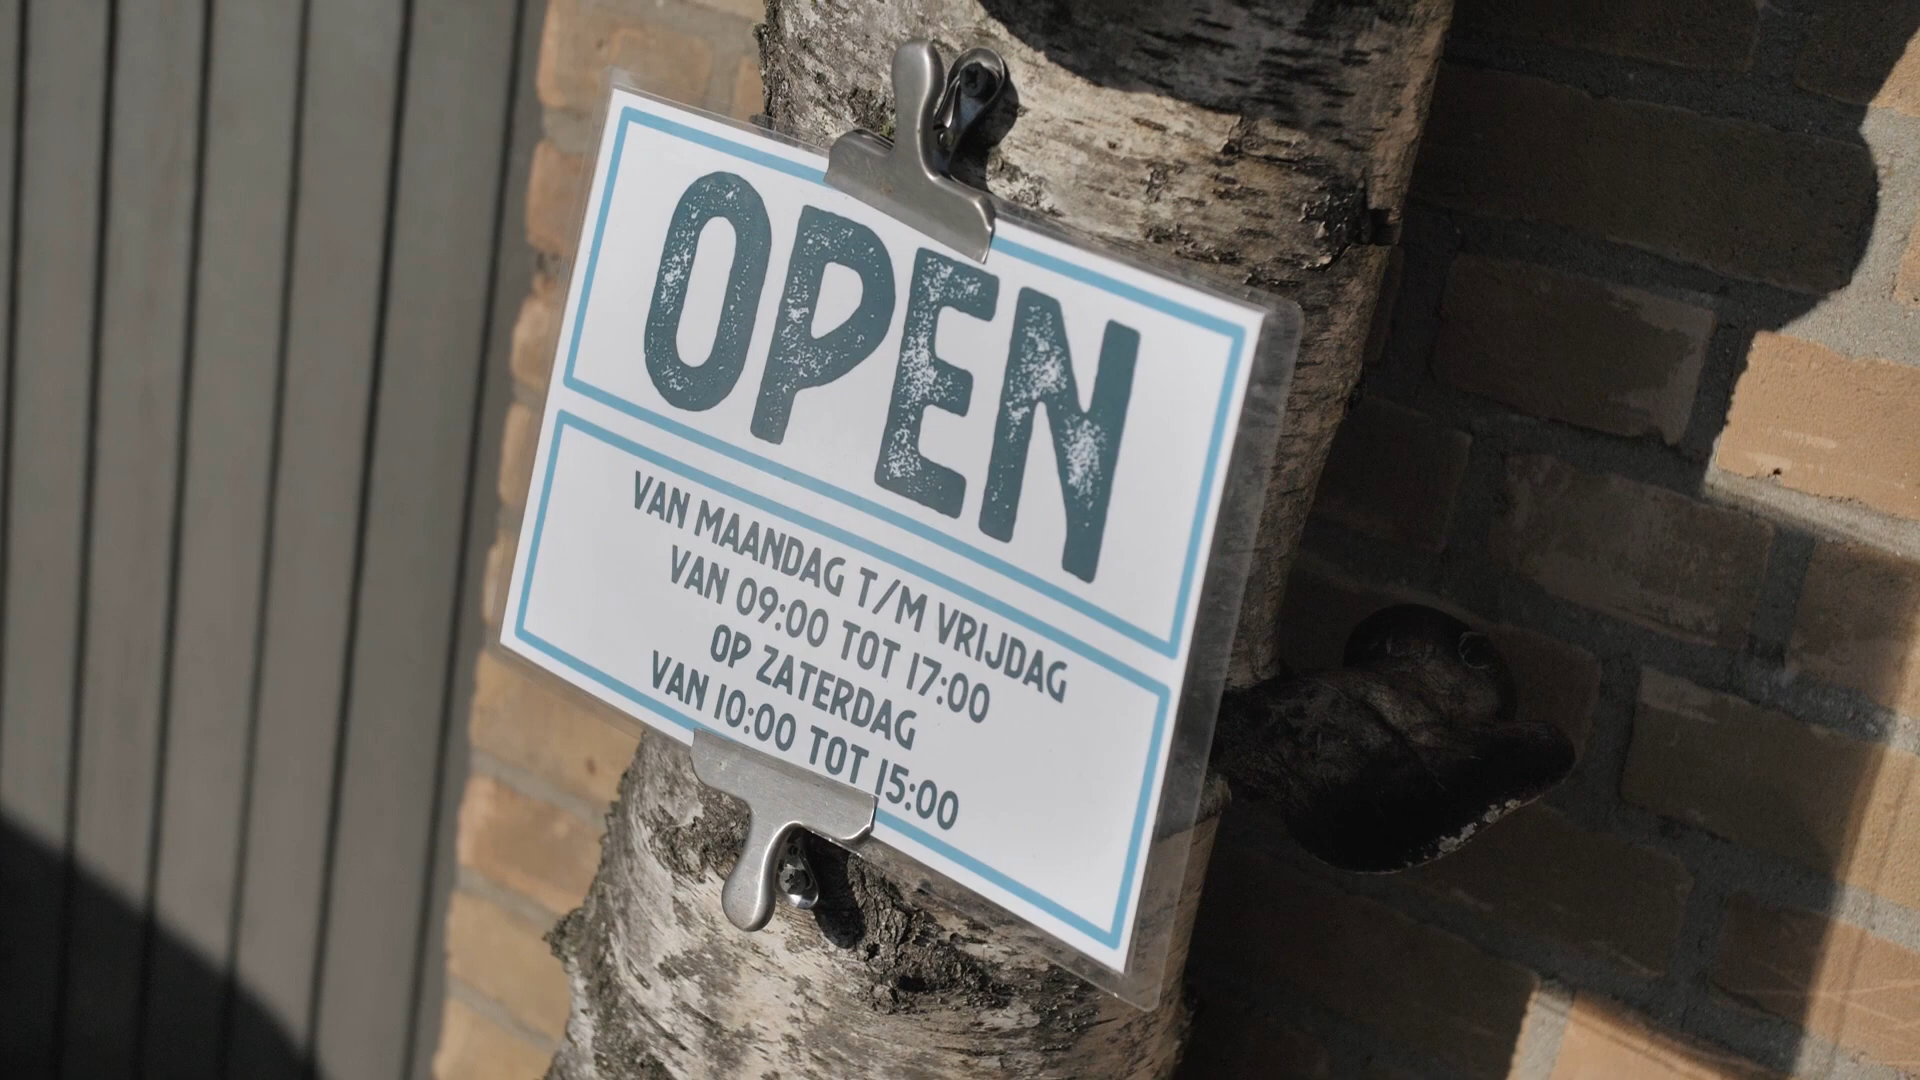 OPEN
VAN MAANDAG T/M VRIJDAG
VAN 09:00 TOT 17:00
OP ZATERDAG
VAN 10:00 TOT 15:00